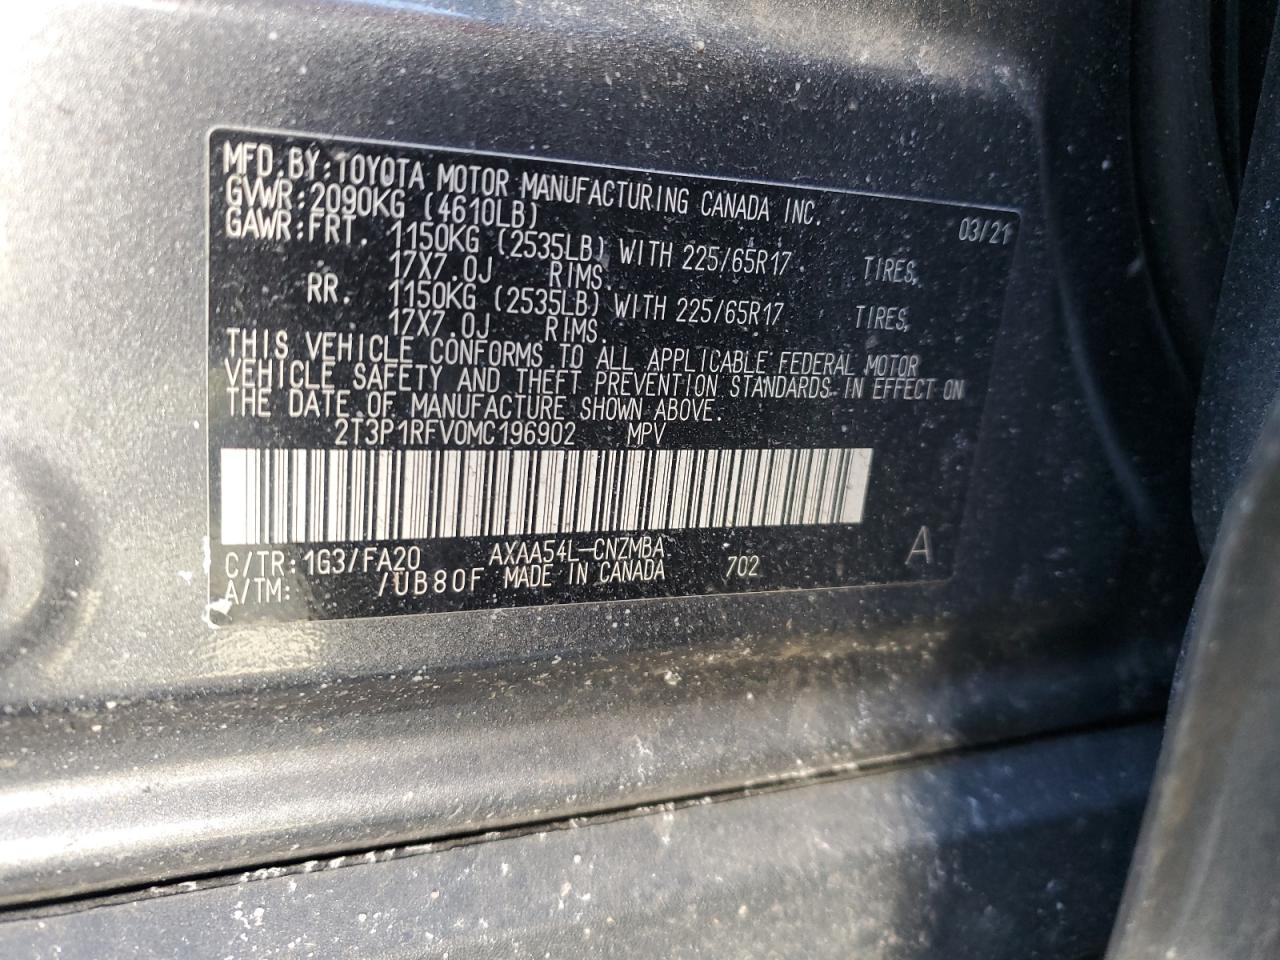 MFD.BY:TOYOTA MOTOR MANUFACTURING CANADA INC.
GVWR:2090KG (4610LB) 03/21
GAWR:FRT. 1150KG (2535LB) WITH 225/65R17 TIRES,
17X7.0J RIMS.
RR. 1150KG (2535LB) WITH 225/65R17 TIRES,
17X7.0J RIMS.
THIS VEHICLE CONFORMS TO ALL APPLICABLE FEDERAL MOTOR
VEHICLE SAFETY AND THEFT PREVENTION STANDARDS IN EFFECT ON
THE DATE OF MANUFACTURE SHOWN ABOVE.
2T3P1RFV0MC196902 MPV
C/TR:1G3/FA20 AXAA54L-CNZMBA A
A/TM: /UB80F MADE IN CANADA 702